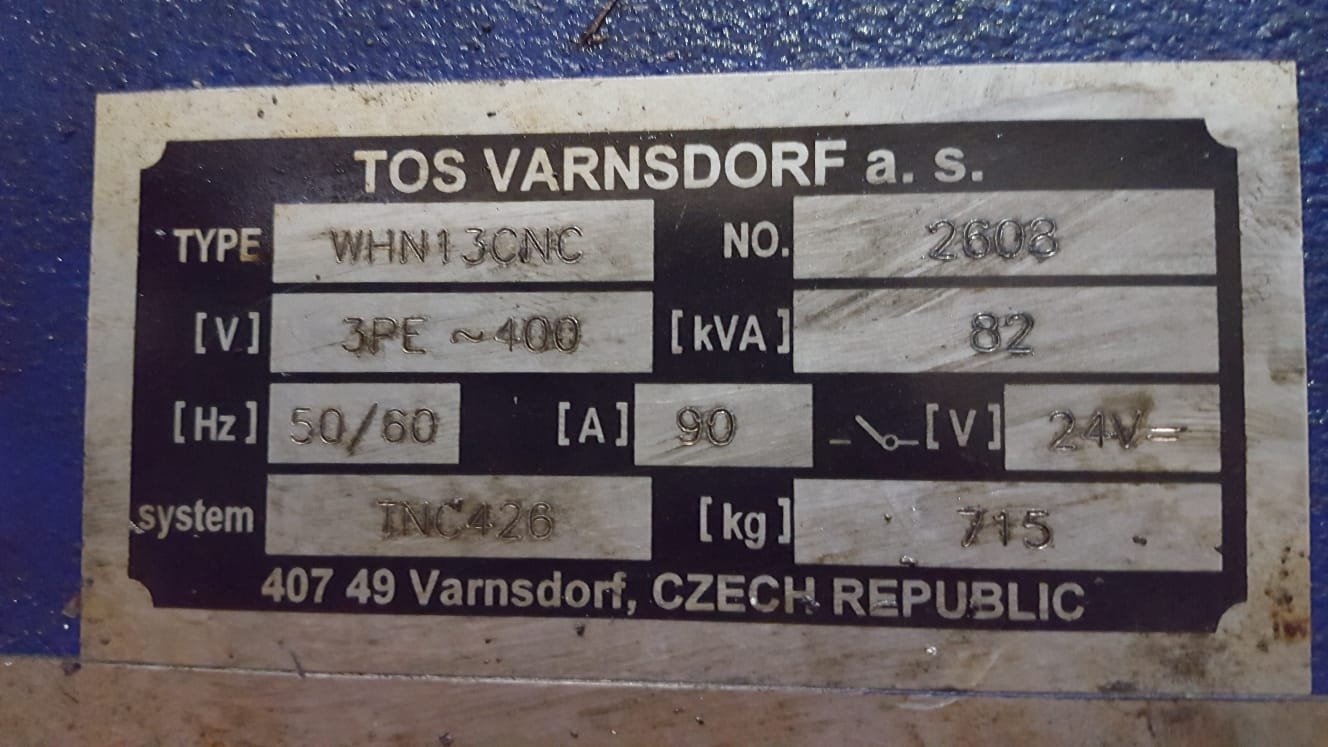 TOS VARNSDORF a. s.
TYPE WHN13CNC NO. 2608
[V] 3PE ~400 [kVA] 82
[Hz] 50/60 [A] 90 [V] 24V=
system TNC426 [kg] 715
407 49 Varnsdorf, CZECH REPUBLIC